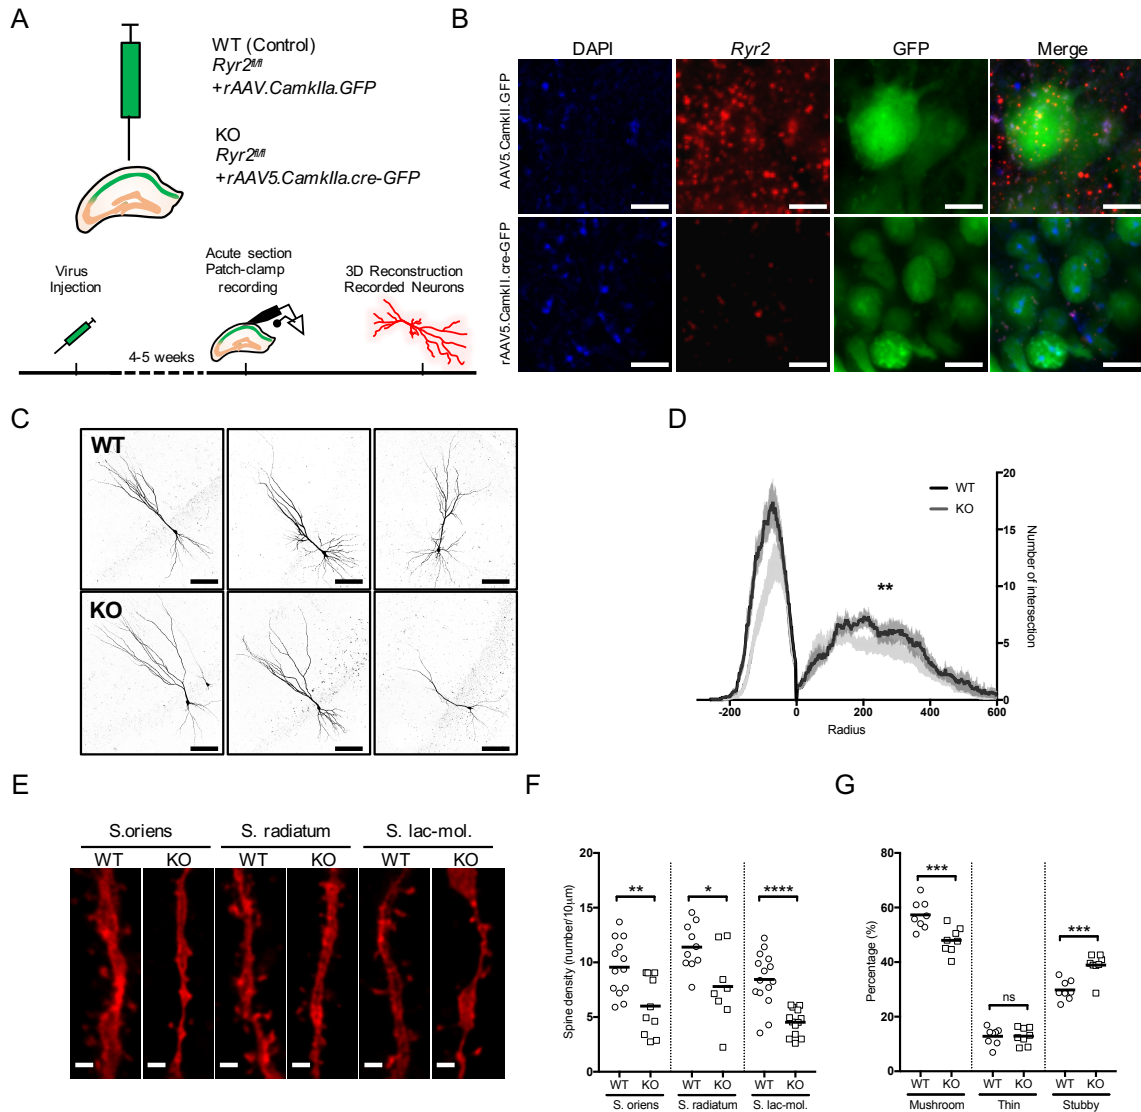 A
WT (Control)
Ryr2fl/fl
+rAAV.CamkIIa.GFP
KO
Ryr2fl/fl
+rAAV5.CamkIIa.cre-GFP
Virus
Injection
4-5 weeks
Acute section
Patch-clamp
recording
3D Reconstruction
Recorded Neurons
B
DAPI
Ryr2
GFP
Merge
AAV5.CamkII.GFP
rAAV5.CamkII.cre-GFP
C
WT
KO
D
WT
KO
**
20
15
10
5
0
Number of intersection
-200
0
200
400
600
Radius
E
S.oriens
S. radiatum
S. lac-mol.
WT
KO
WT
KO
WT
KO
F
Spine density (number/10μm)
20
15
10
5
0
**
*
****
WT
KO
WT
KO
WT
KO
S. oriens
S. radiatum
S. lac-mol.
G
Percentage (%)
80
60
40
20
0
***
ns
***
WT
KO
WT
KO
WT
KO
Mushroom
Thin
Stubby